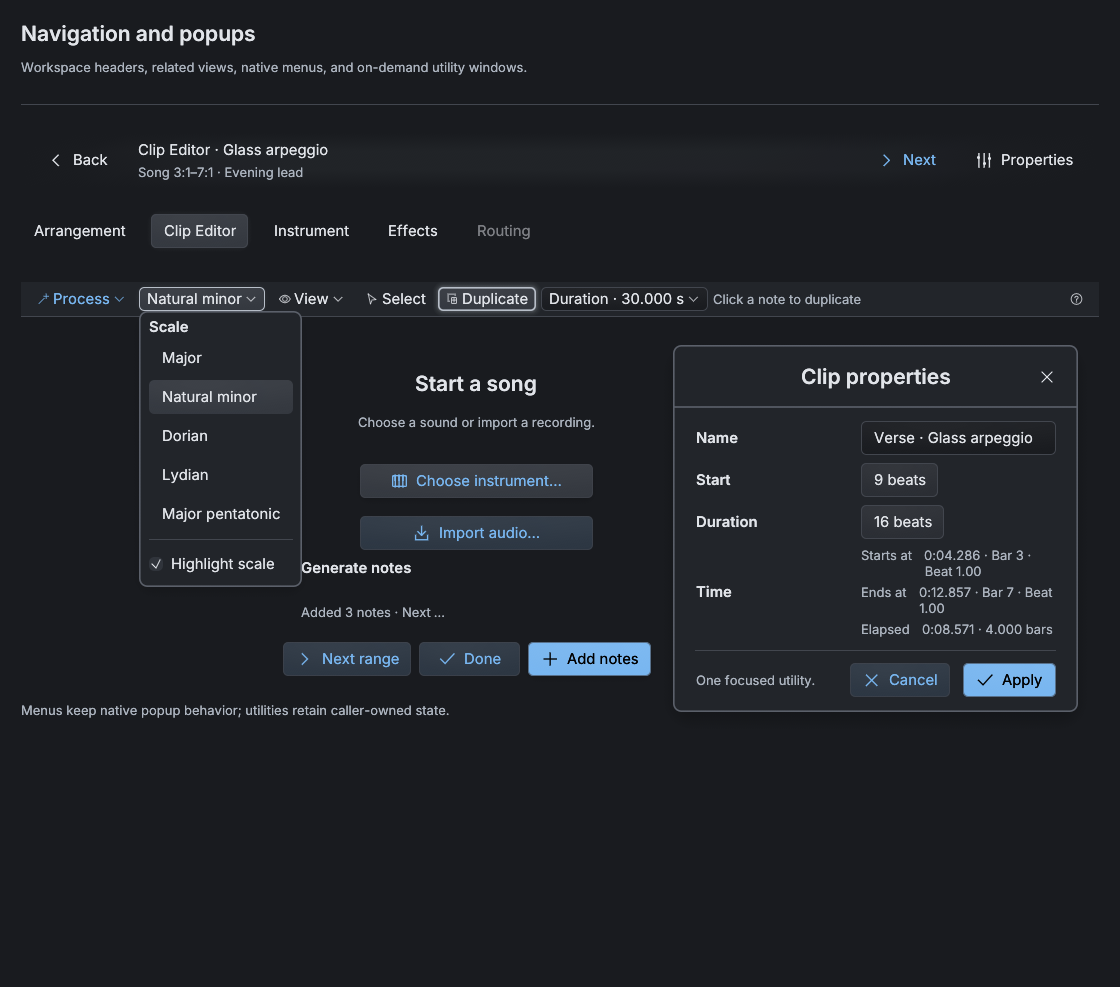 Navigation and popups
Workspace headers, related views, native menus, and on-demand utility windows.
Back
Clip Editor · Glass arpeggio
Song 3:1–7:1 · Evening lead
Next
Properties
Arrangement
Clip Editor
Instrument
Effects
Routing
Process
Natural minor
View
Select
Duplicate
Duration · 30.000 s
Click a note to duplicate
Scale
Major
Natural minor
Dorian
Lydian
Major pentatonic
Highlight scale
Start a song
Choose a sound or import a recording.
Choose instrument...
Import audio...
Generate notes
Added 3 notes · Next ...
Next range
Done
Add notes
Clip properties
Name
Verse · Glass arpeggio
Start
9 beats
Duration
16 beats
Time
Starts at 0:04.286 · Bar 3 ·
Beat 1.00
Ends at 0:12.857 · Bar 7 · Beat
1.00
Elapsed 0:08.571 · 4.000 bars
One focused utility.
Cancel
Apply
Menus keep native popup behavior; utilities retain caller-owned state.